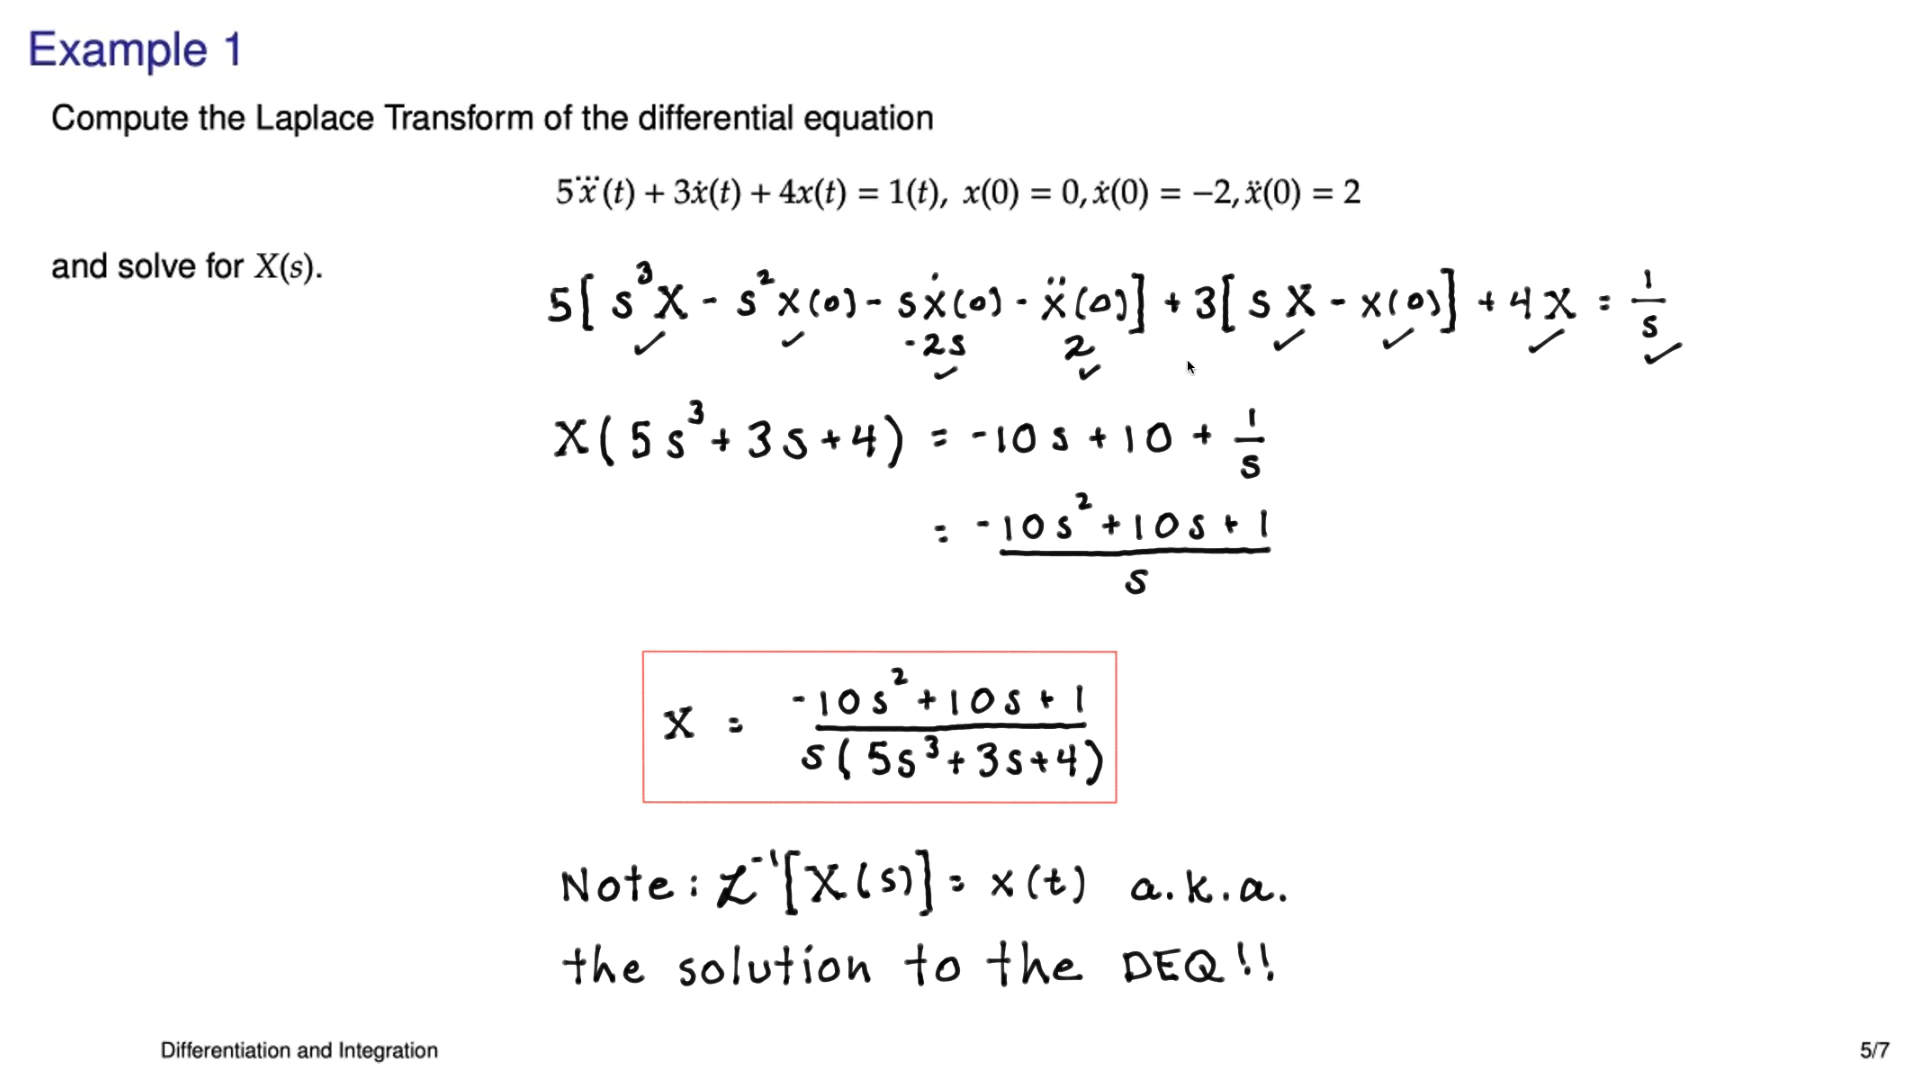 Example 1
Compute the Laplace Transform of the differential equation
5x⃛(t) + 3ẋ(t) + 4x(t) = 1(t), x(0) = 0, ẋ(0) = −2, ẍ(0) = 2
and solve for X(s).
5[s³X - s²x(0) - sẋ(0) - ẍ(0)] + 3[sX - x(0)] + 4X = 1/s
✓ ✓ -2s ✓ 2 ✓ ✓ ✓ ✓ ✓
X(5s³+3s+4) = -10s + 10 + 1/s
= (-10s²+10s+1)/s
X = (-10s²+10s+1)/(s(5s³+3s+4))
Note: ℒ⁻¹[X(s)] = x(t) a.k.a.
the solution to the DEQ!!
Differentiation and Integration
5/7